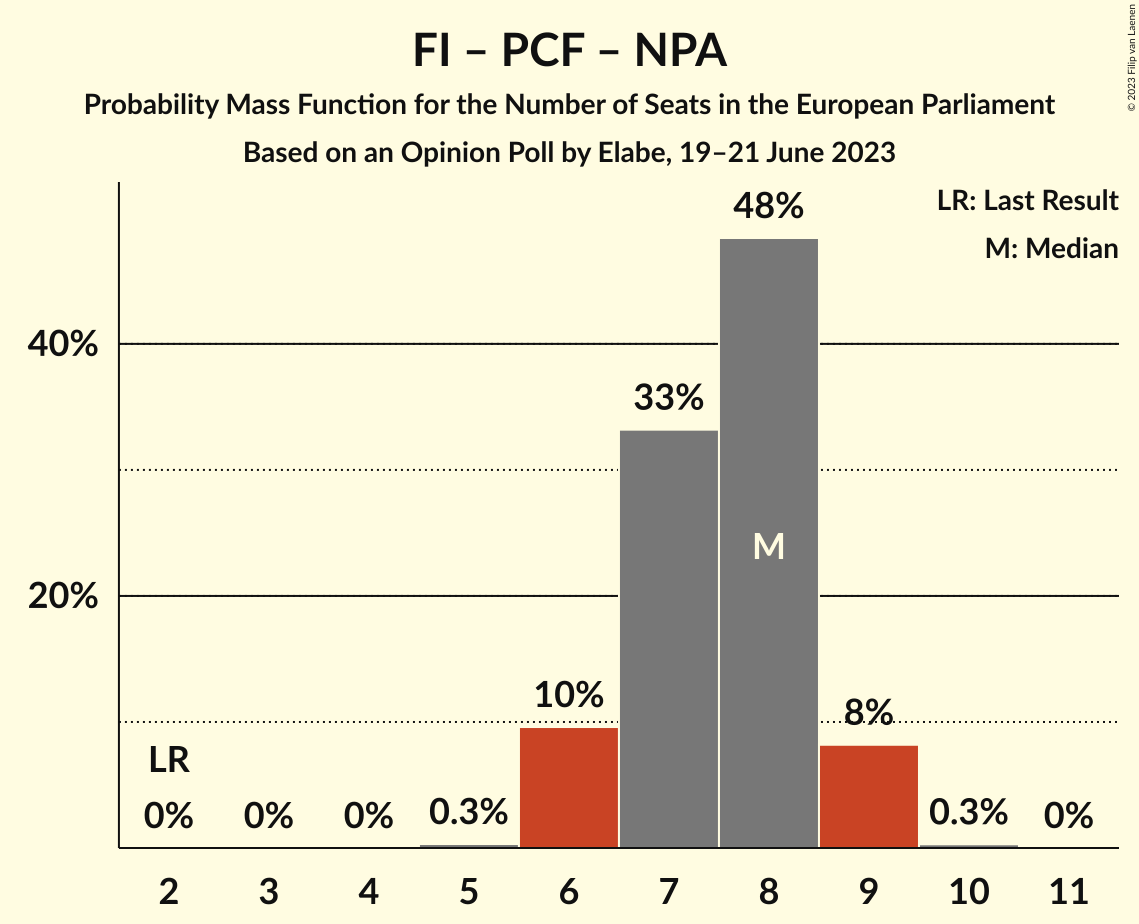 FI – PCF – NPA
Probability Mass Function for the Number of Seats in the European Parliament
Based on an Opinion Poll by Elabe, 19–21 June 2023
© 2023 Filip van Laenen
LR: Last Result
M: Median
40%
20%
LR
0%
0%
0%
0.3%
10%
33%
48%
M
8%
0.3%
0%
2 3 4 5 6 7 8 9 10 11